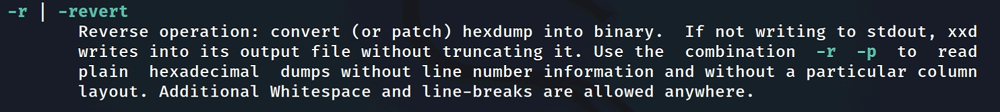 -r | -revert
Reverse operation: convert (or patch) hexdump into binary.  If not writing to stdout, xxd
writes into its output file without truncating it. Use the  combination  -r  -p  to  read
plain  hexadecimal  dumps without line number information and without a particular column
layout. Additional Whitespace and line-breaks are allowed anywhere.